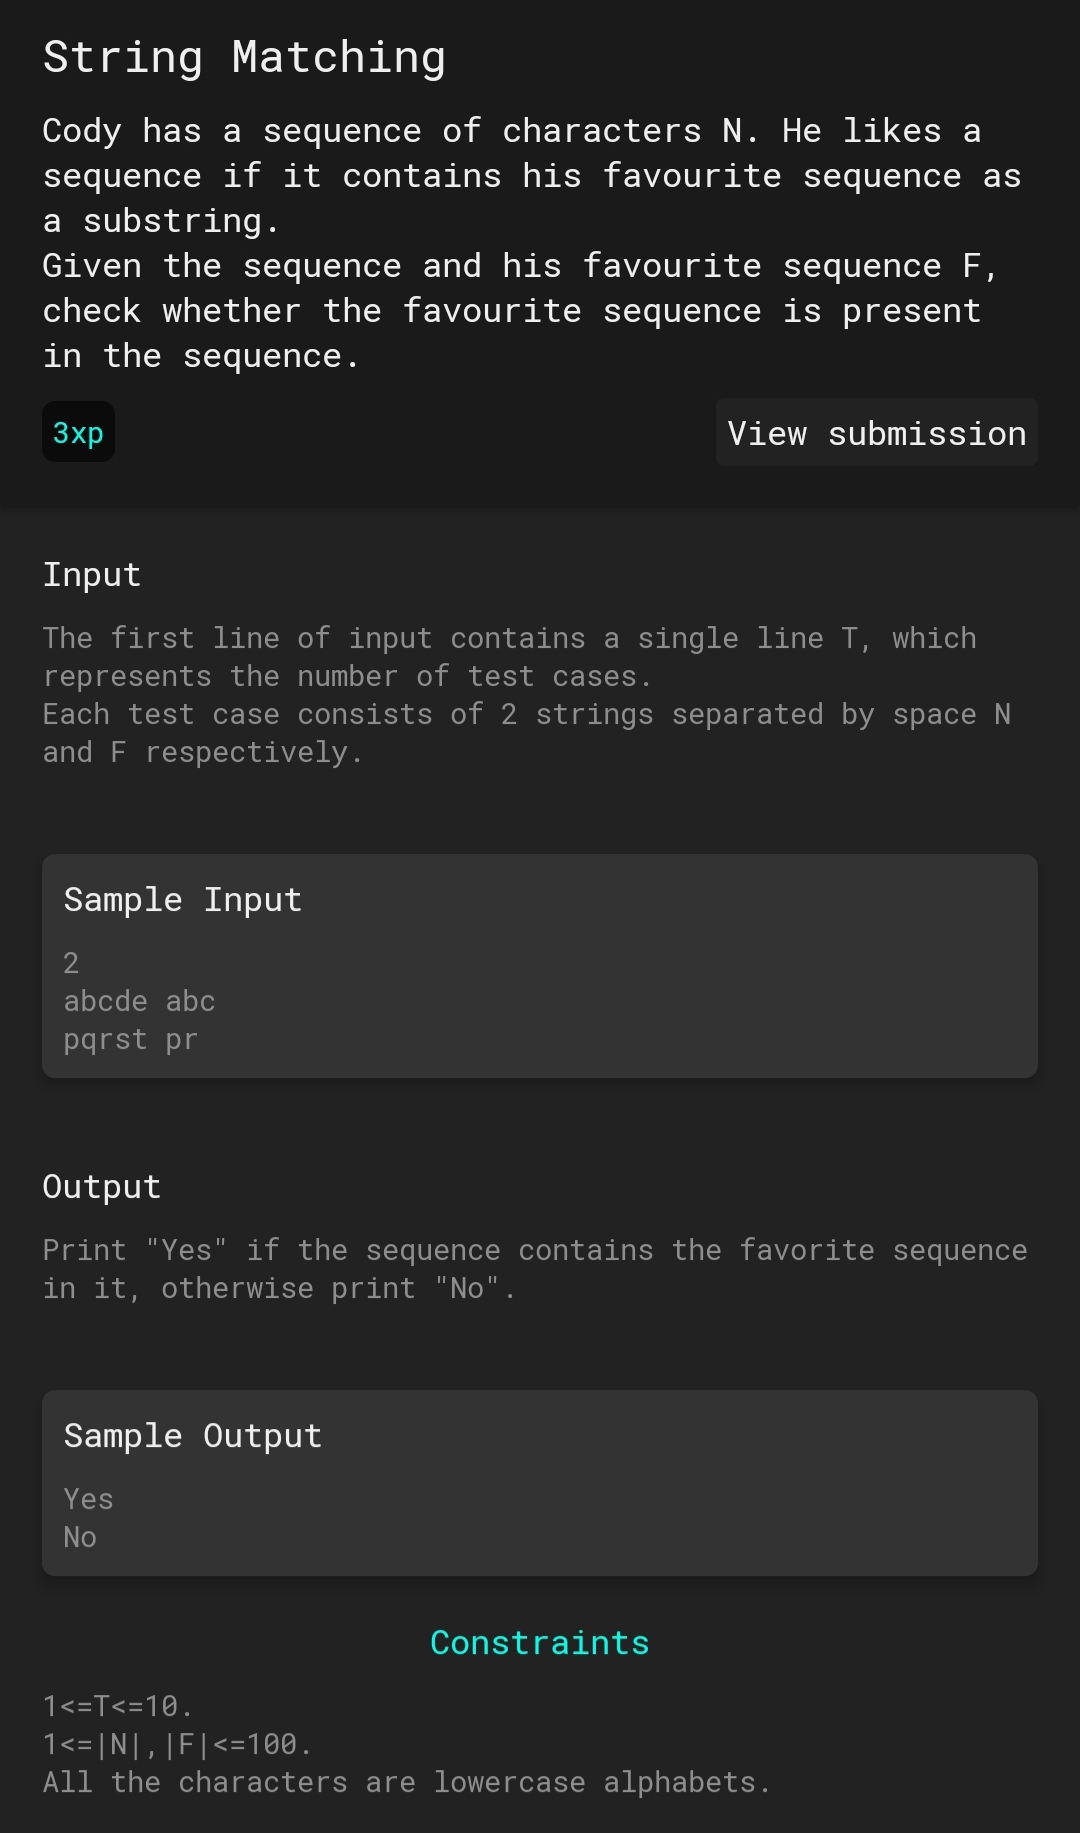 String Matching
Cody has a sequence of characters N. He likes a
sequence if it contains his favourite sequence as
a substring.
Given the sequence and his favourite sequence F,
check whether the favourite sequence is present
in the sequence.
3xp
View submission
Input
The first line of input contains a single line T, which
represents the number of test cases.
Each test case consists of 2 strings separated by space N
and F respectively.
Sample Input
2
abcde abc
pqrst pr
Output
Print "Yes" if the sequence contains the favorite sequence
in it, otherwise print "No".
Sample Output
Yes
No
Constraints
1<=T<=10.
1<=|N|,|F|<=100.
All the characters are lowercase alphabets.